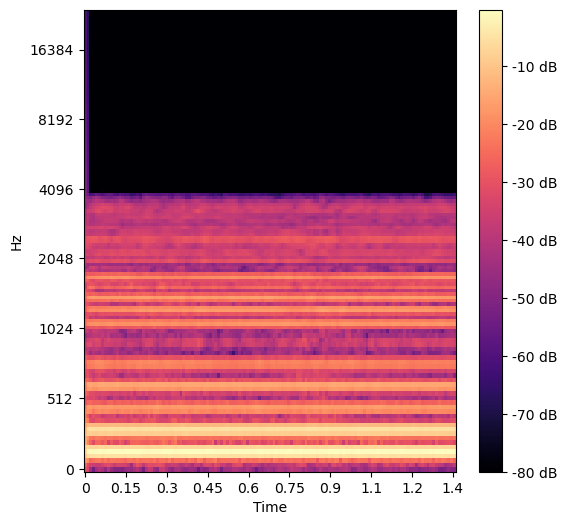 16384
8192
4096
2048
1024
512
0
Hz
0 0.15 0.3 0.45 0.6 0.75 0.9 1.1 1.2 1.4
Time
-10 dB
-20 dB
-30 dB
-40 dB
-50 dB
-60 dB
-70 dB
-80 dB